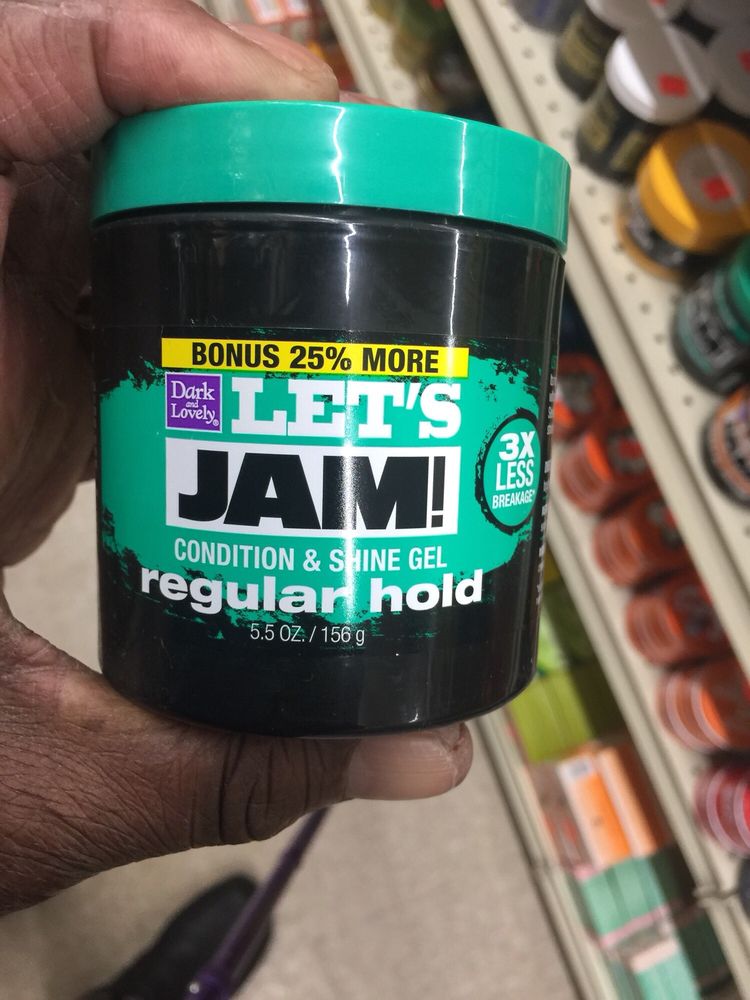 BONUS 25% MORE
Dark
and
Lovely®
LET'S
JAM!
3X
LESS
BREAKAGE*
CONDITION & SHINE GEL
regular hold
5.5 OZ. / 156 g